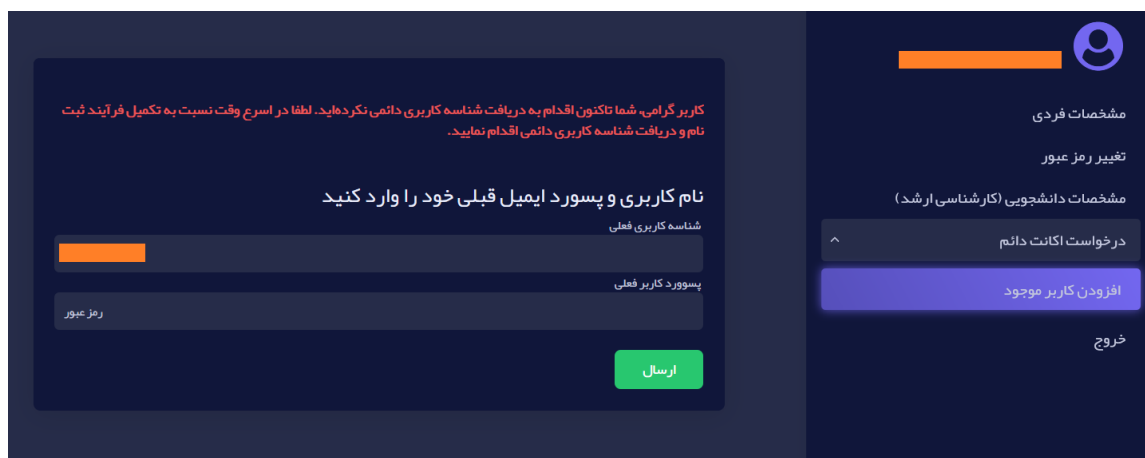 مشخصات فردی
تغییر رمز عبور
مشخصات دانشجویی (کارشناسی ارشد)
درخواست اکانت دائم
افزودن کاربر موجود
خروج
کاربر گرامی، شما تاکنون اقدام به دریافت شناسه کاربری دائمی نکرده‌اید. لطفا در اسرع وقت نسبت به تکمیل فرآیند ثبت
نام و دریافت شناسه کاربری دائمی اقدام نمایید.
نام کاربری و پسورد ایمیل قبلی خود را وارد کنید
شناسه کاربری فعلی
پسوورد کاربر فعلی
رمز عبور
ارسال